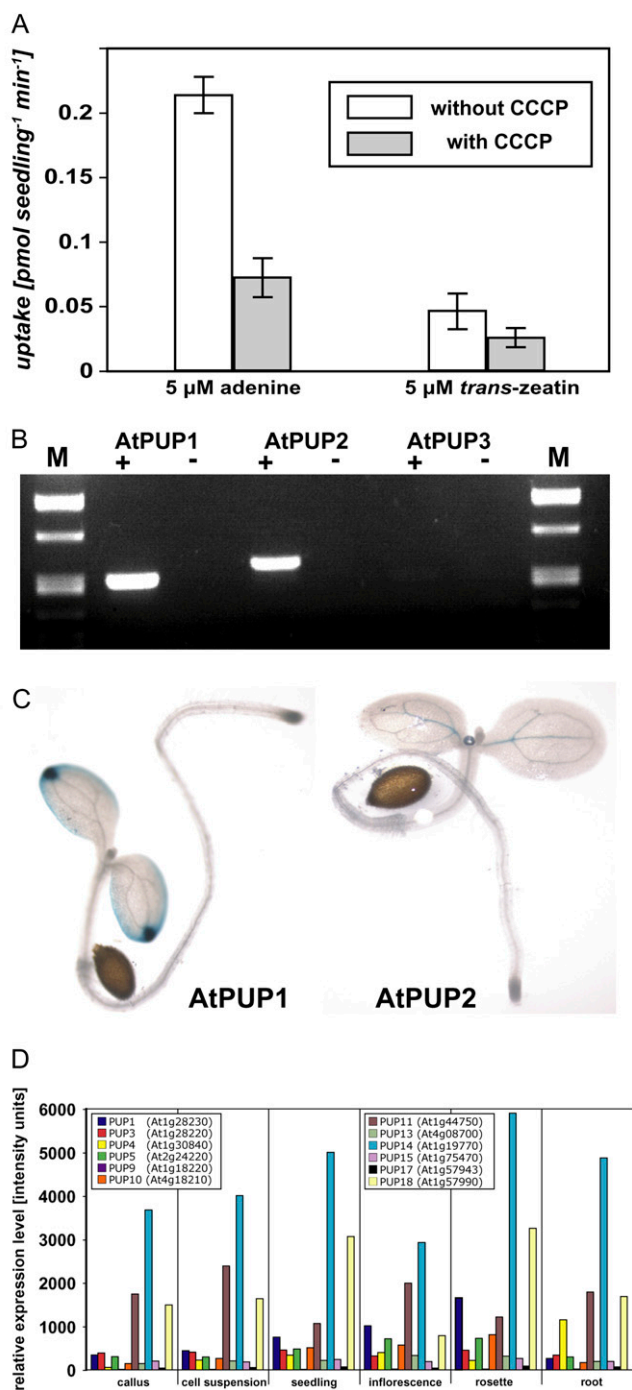 A
uptake [pmol seedling-1 min-1]
0.2
0.15
0.1
0.05
0
without CCCP
with CCCP
5 µM adenine
5 µM trans-zeatin
B
M
AtPUP1
+ -
AtPUP2
+ -
AtPUP3
+ -
M
C
AtPUP1
AtPUP2
D
relative expression level [intensity units]
6000
5000
4000
3000
2000
1000
0
PUP1 (At1g28230)
PUP3 (At1g28220)
PUP4 (At1g30840)
PUP5 (At2g24220)
PUP9 (At1g18220)
PUP10 (At4g18210)
PUP11 (At1g44750)
PUP13 (At4g08700)
PUP14 (At1g19770)
PUP15 (At1g75470)
PUP17 (At1g57943)
PUP18 (At1g57990)
callus
cell suspension
seedling
inflorescence
rosette
root